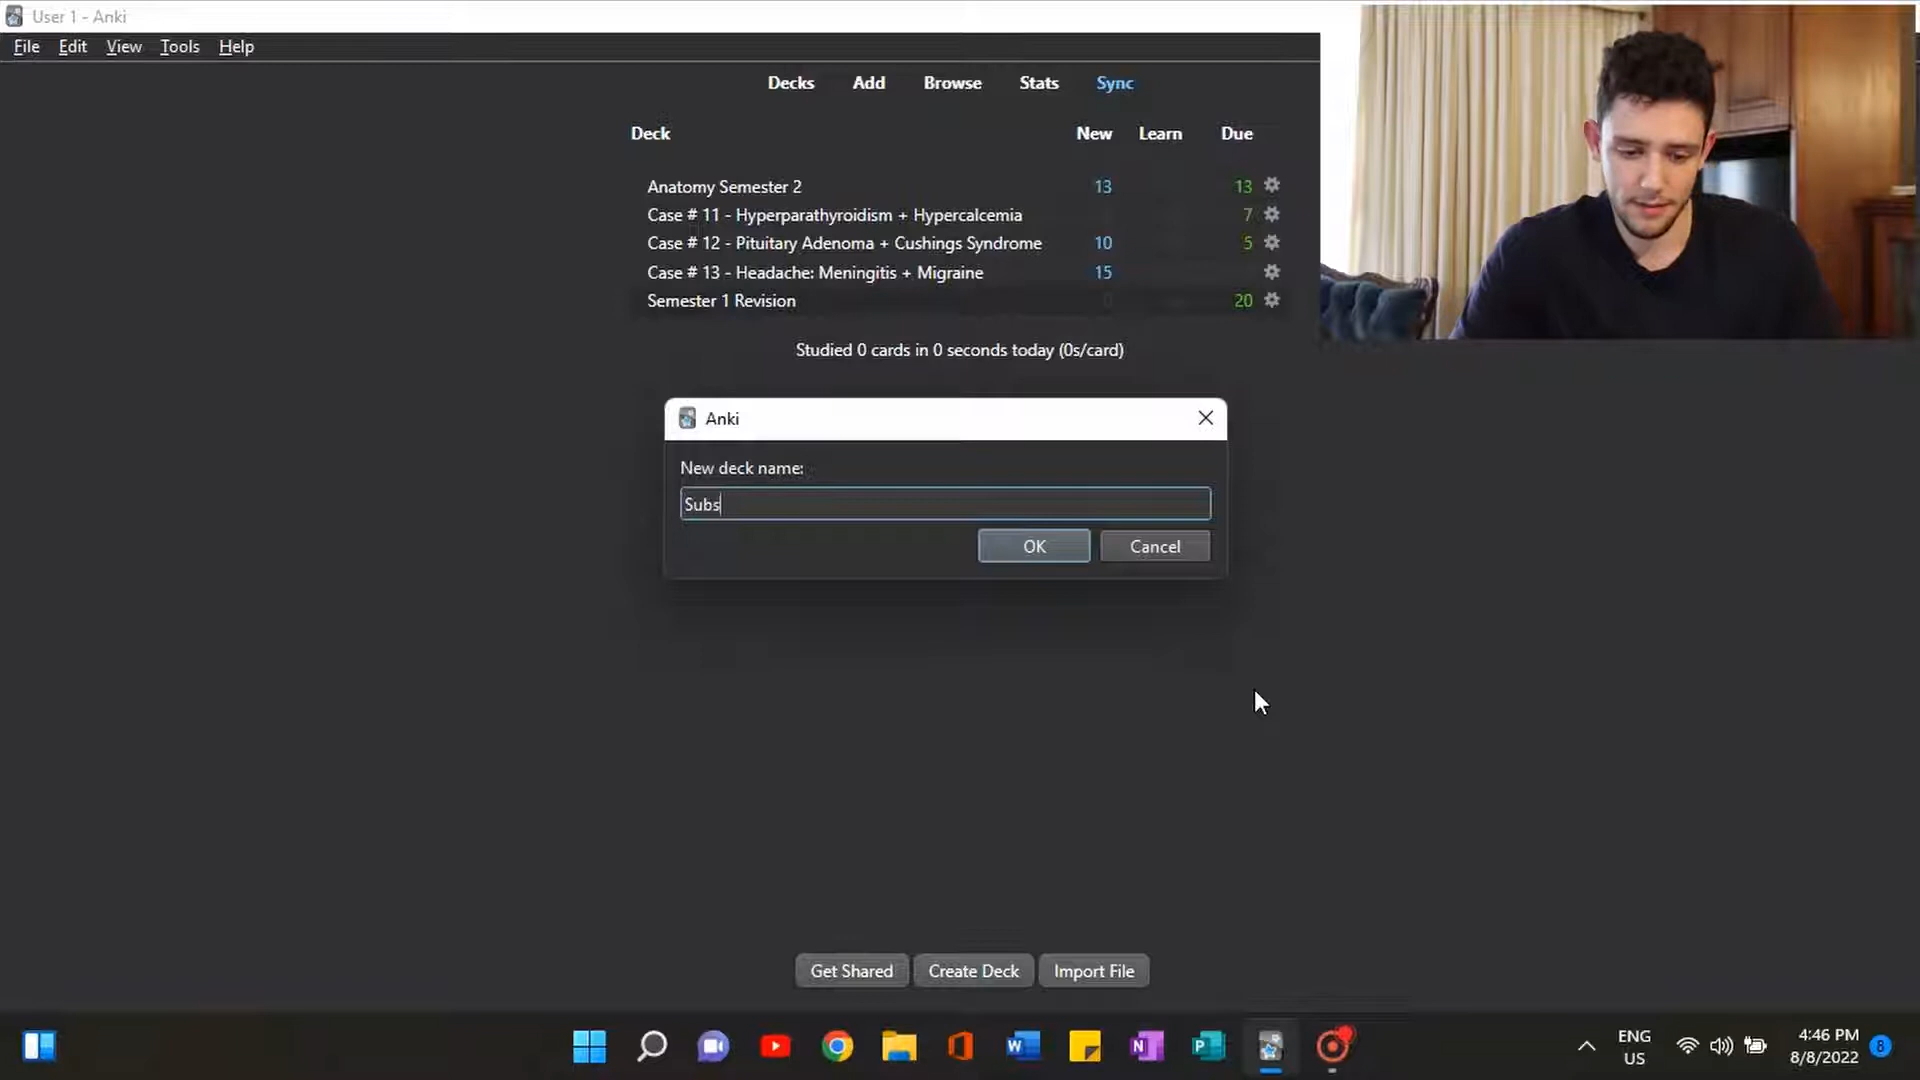 User 1 - Anki
File Edit View Tools Help
Decks Add Browse Stats Sync
Deck New Learn Due
Anatomy Semester 2 13 13
Case # 11 - Hyperparathyroidism + Hypercalcemia 7
Case # 12 - Pituitary Adenoma + Cushings Syndrome 10 5
Case # 13 - Headache: Meningitis + Migraine 15
Semester 1 Revision 0 20
Studied 0 cards in 0 seconds today (0s/card)
Anki
New deck name:
Subs
OK Cancel
Get Shared Create Deck Import File
ENG
US
4:46 PM
8/8/2022
8